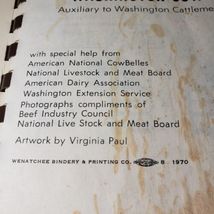 Auxiliary to Washington Cattleme
with special help from
American National CowBelles
National Livestock and Meat Board
American Dairy Association
Washington Extension Service
Photographs compliments of
Beef Industry Council
National Live Stock and Meat Board
Artwork by Virginia Paul
WENATCHEE BINDERY & PRINTING CO. 8 1970